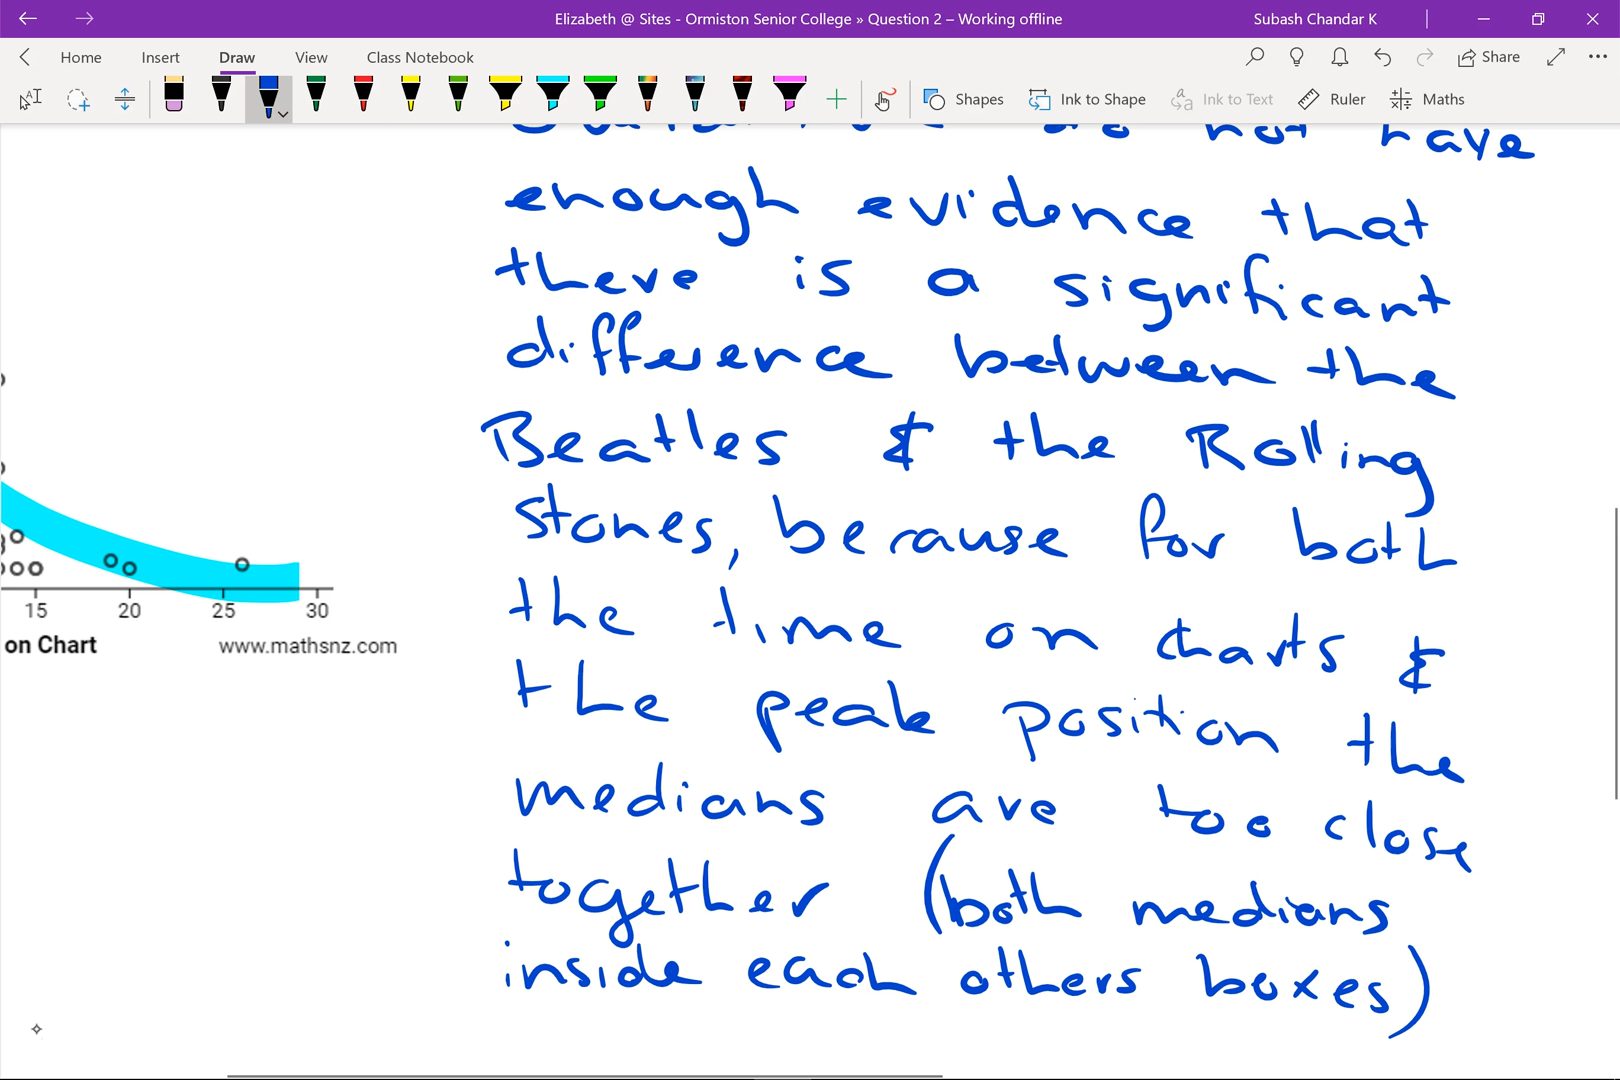 Elizabeth @ Sites - Ormiston Senior College » Question 2 – Working offline
Subash Chandar K
Home Insert Draw View Class Notebook
Share
Shapes Ink to Shape Ink to Text Ruler Maths
do not have
enough evidence that
there is a significant
difference between the
Beatles & the Rolling
stones, because for both
the time on charts &
the peak position the
medians are too close
together (both medians
inside each others boxes)
15 20 25 30
on Chart www.mathsnz.com